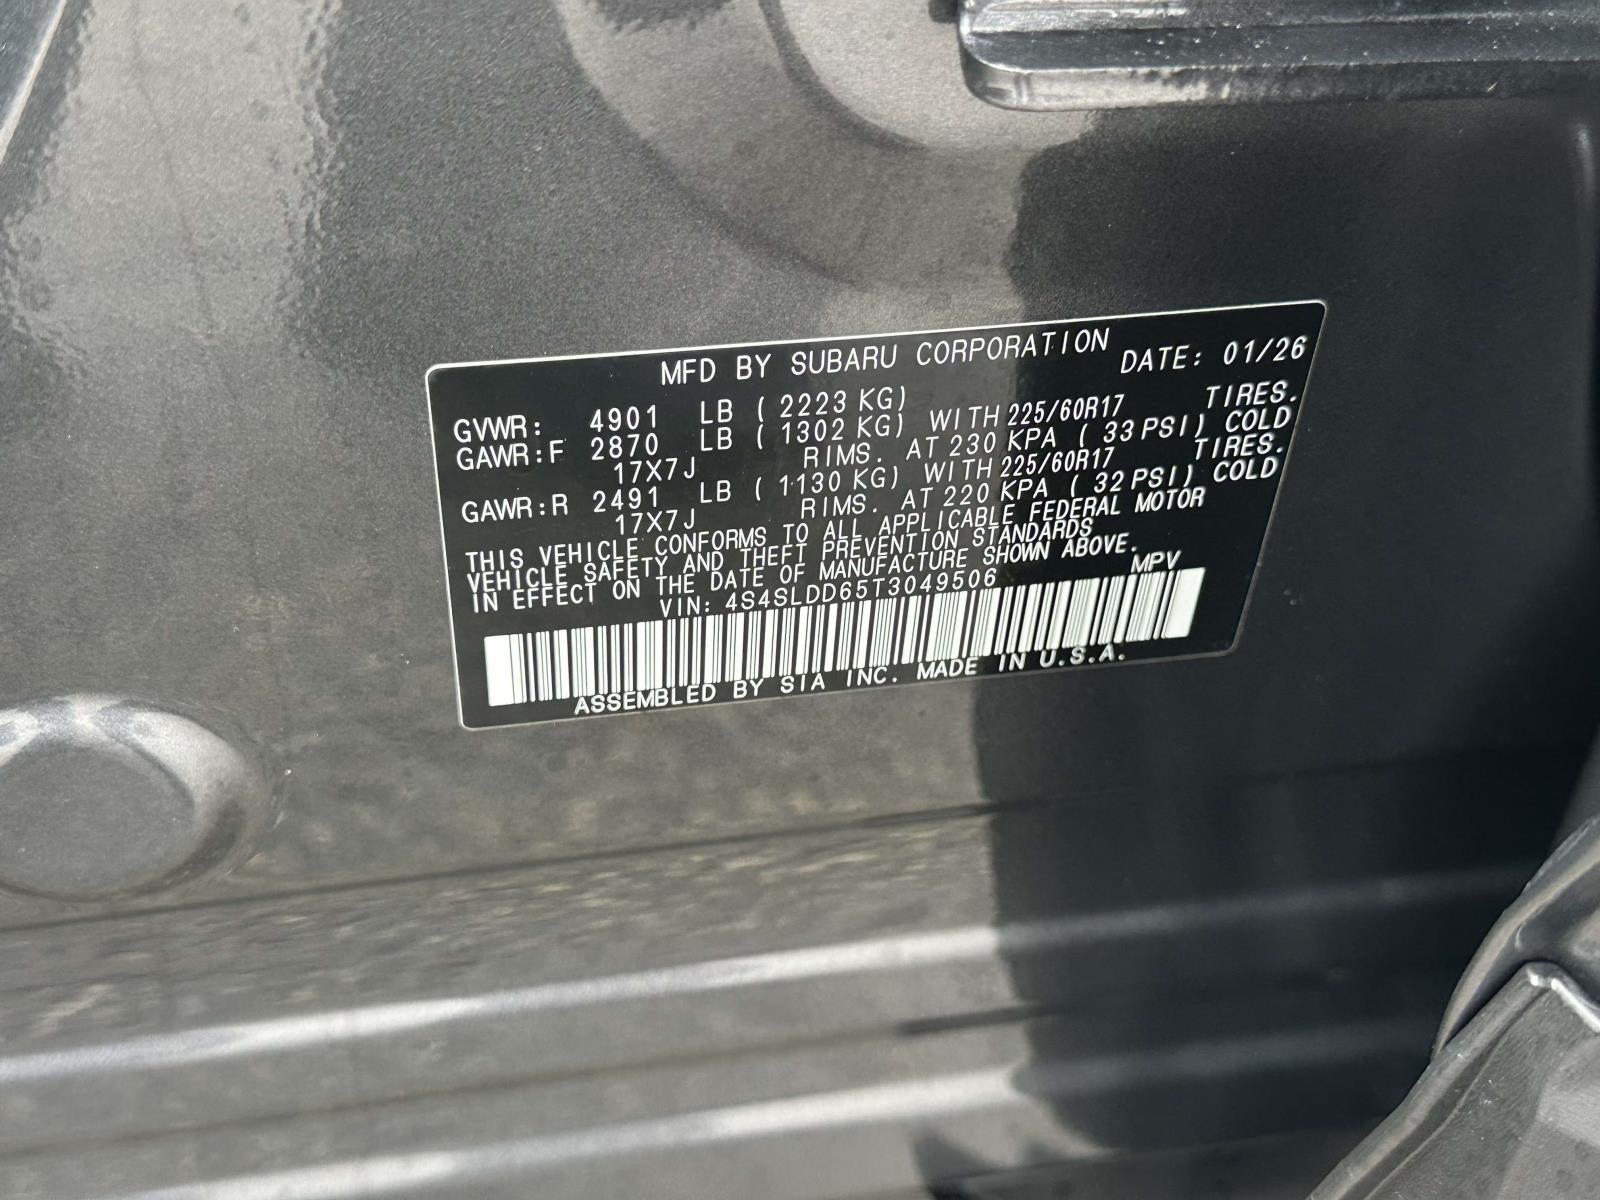 MFD BY SUBARU CORPORATION DATE: 01/26
GVWR: 4901 LB ( 2223 KG)
GAWR:F 2870 LB ( 1302 KG) WITH 225/60R17 TIRES.
17X7J RIMS. AT 230 KPA ( 33 PSI) COLD
GAWR:R 2491 LB ( 1130 KG) WITH 225/60R17 TIRES.
17X7J RIMS. AT 220 KPA ( 32 PSI) COLD
THIS VEHICLE CONFORMS TO ALL APPLICABLE FEDERAL MOTOR
VEHICLE SAFETY AND THEFT PREVENTION STANDARDS
IN EFFECT ON THE DATE OF MANUFACTURE SHOWN ABOVE.
VIN: 4S4SLDD65T3049506 MPV
ASSEMBLED BY SIA INC. MADE IN U.S.A.